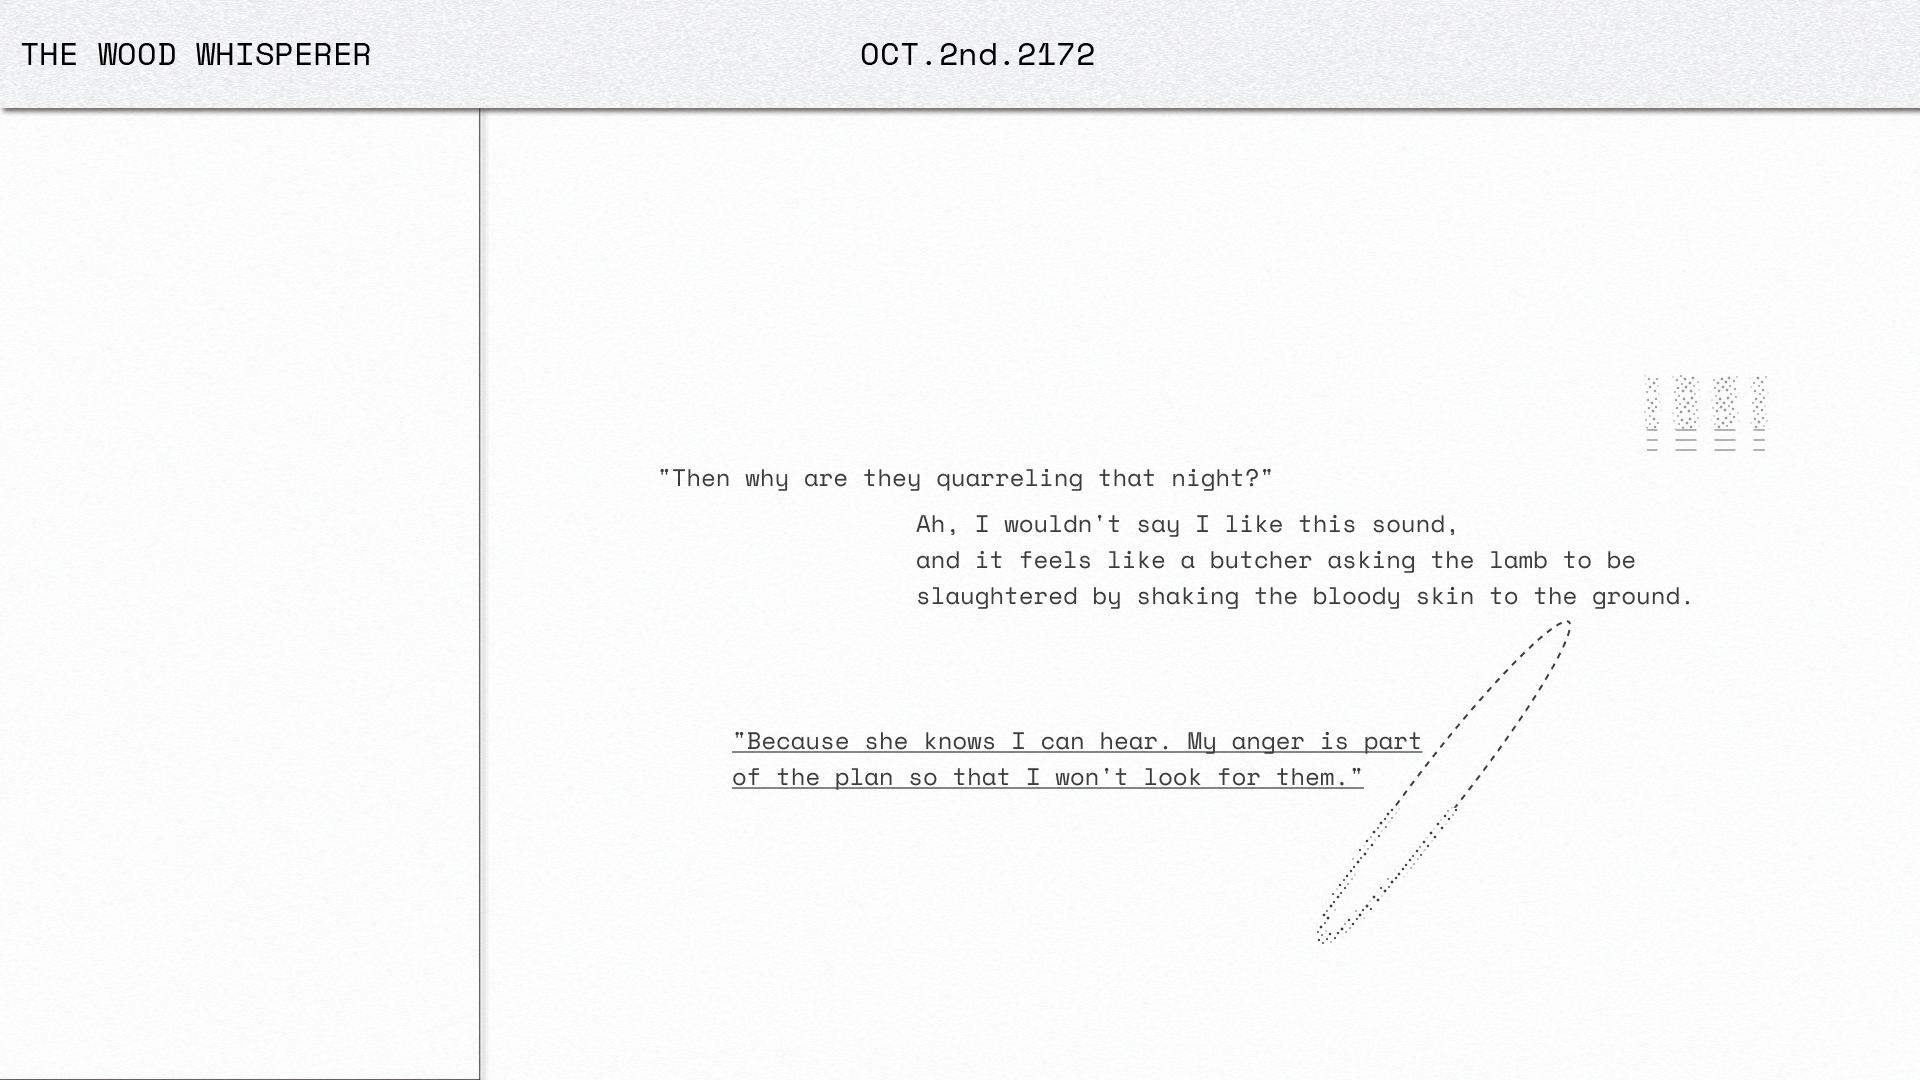 THE WOOD WHISPERER
OCT.2nd.2172
"Then why are they quarreling that night?"
Ah, I wouldn't say I like this sound,
and it feels like a butcher asking the lamb to be
slaughtered by shaking the bloody skin to the ground.
"Because she knows I can hear. My anger is part
of the plan so that I won't look for them."